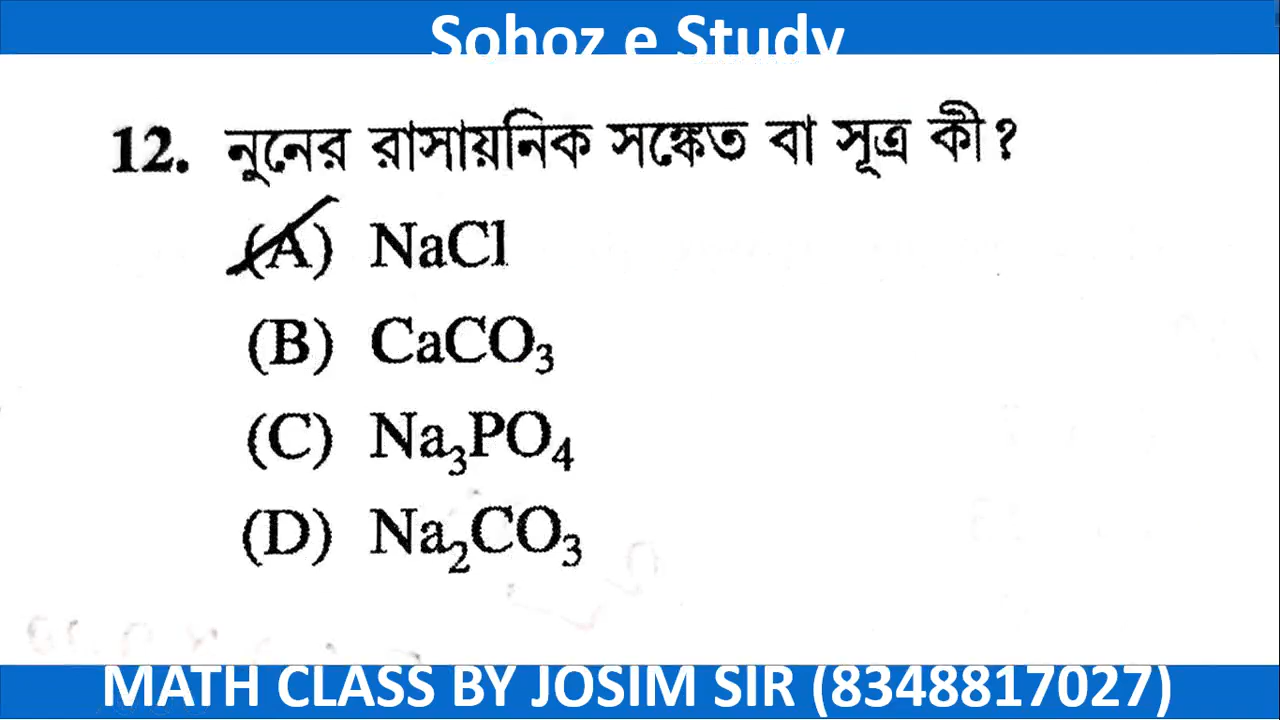 Sohoz e Study
12. নুনের রাসায়নিক সঙ্কেত বা সূত্র কী?
(A) NaCl
(B) CaCO₃
(C) Na₃PO₄
(D) Na₂CO₃
MATH CLASS BY JOSIM SIR (8348817027)